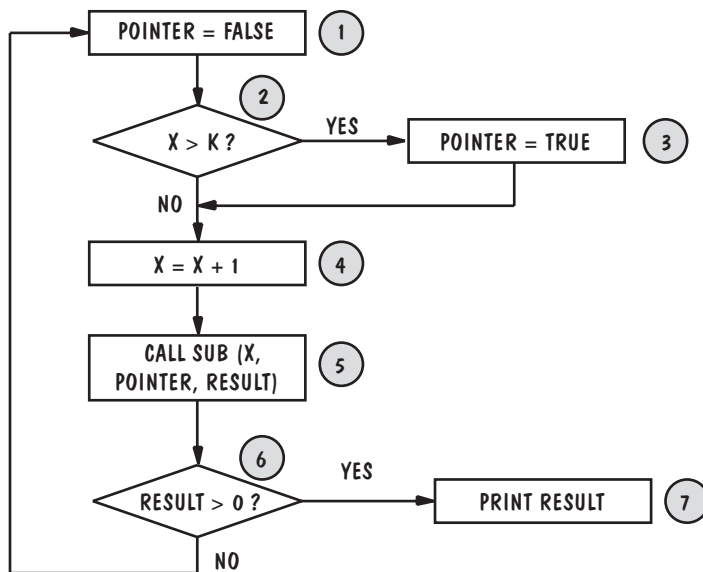 POINTER = FALSE
1
2
X > K ?
YES
POINTER = TRUE
3
NO
X = X + 1
4
CALL SUB (X,
POINTER, RESULT)
5
6
RESULT > 0 ?
YES
PRINT RESULT
7
NO